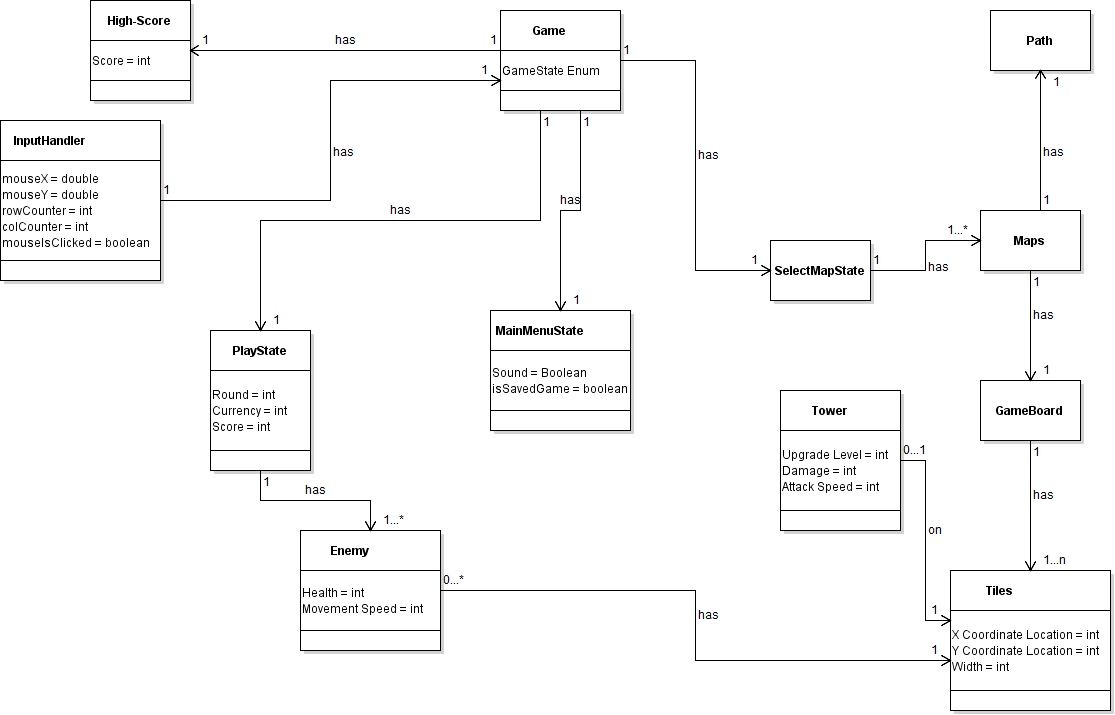 High-Score
Score = int
1
has
1
Game
GameState Enum
1
1
1
1
has
Path
1
has
1
InputHandler
mouseX = double
mouseY = double
rowCounter = int
colCounter = int
mouseIsClicked = boolean
1
has
1
has
has
1
SelectMapState
1
has
1...*
Maps
1
has
1
PlayState
Round = int
Currency = int
Score = int
1
has
1...*
1
MainMenuState
Sound = Boolean
isSavedGame = boolean
1
GameBoard
1
has
1...n
Tower
Upgrade Level = int
Damage = int
Attack Speed = int
0...1
on
1
Enemy
Health = int
Movement Speed = int
0...*
has
1
Tiles
X Coordinate Location = int
Y Coordinate Location = int
Width = int